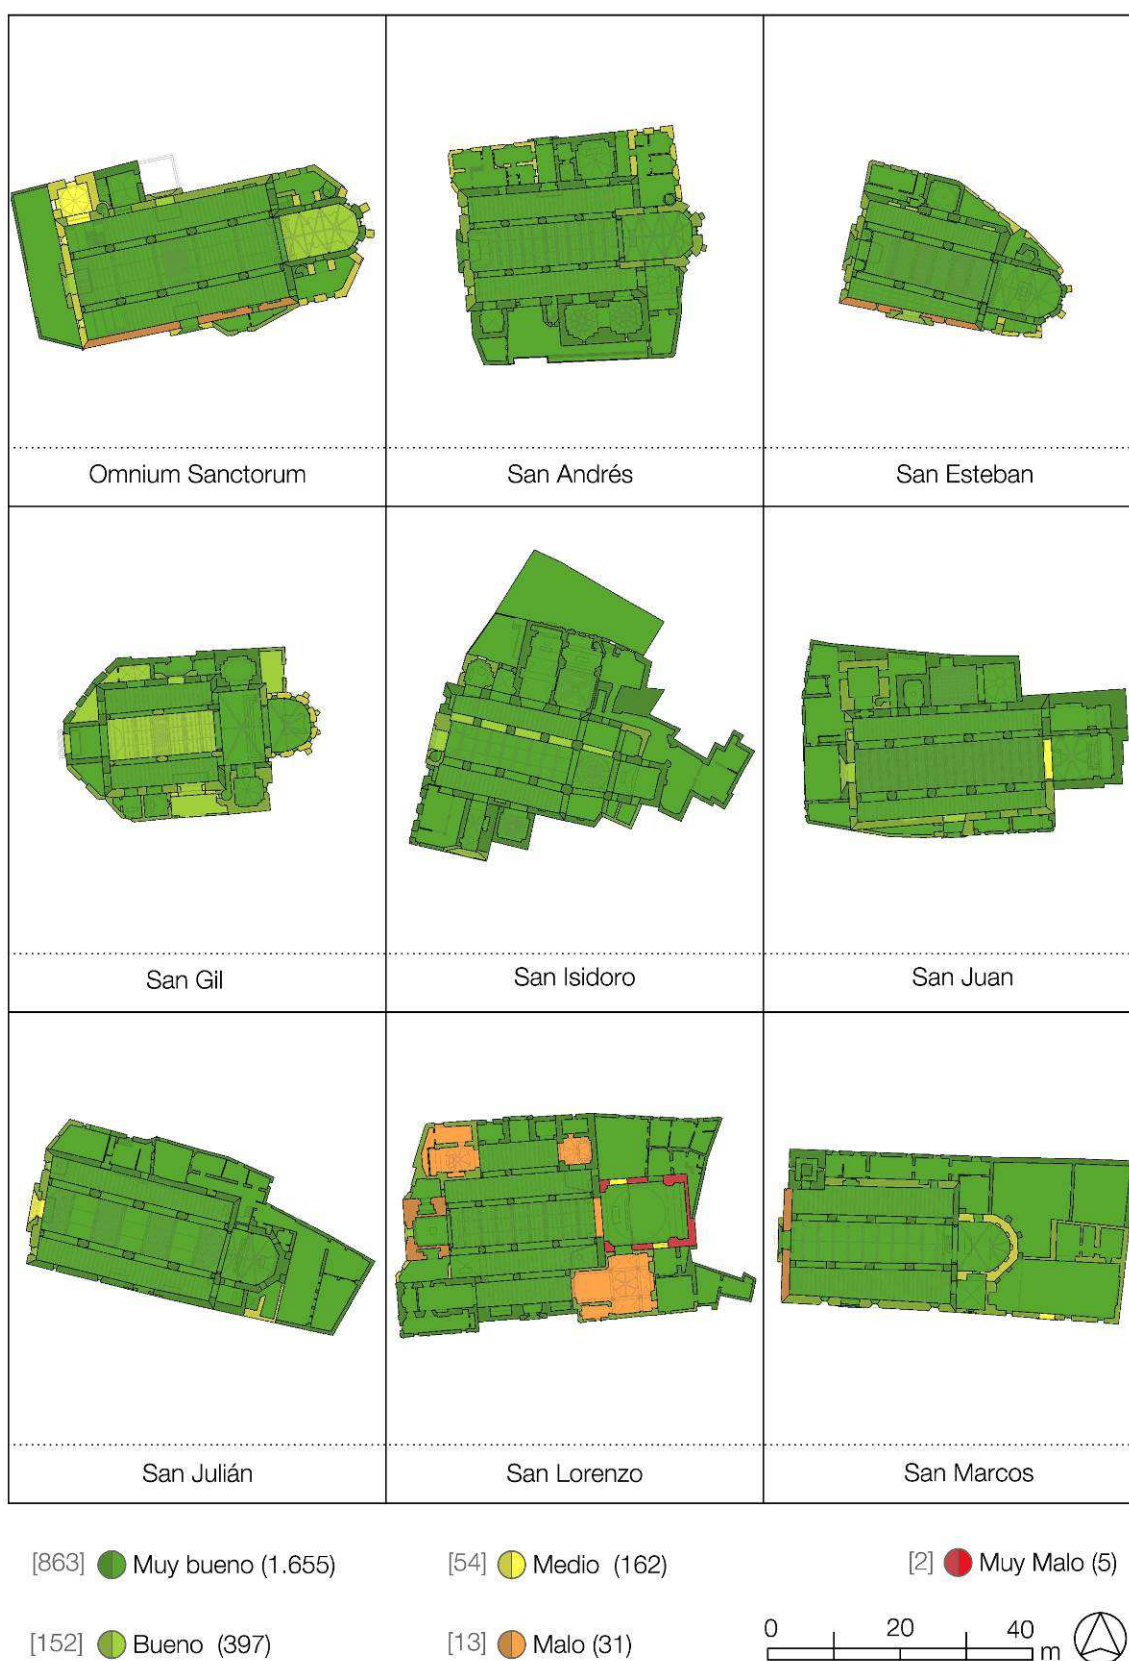 Omnium Sanctorum
San Andrés
San Esteban
San Gil
San Isidoro
San Juan
San Julián
San Lorenzo
San Marcos
[863] Muy bueno (1.655)
[54] Medio (162)
[2] Muy Malo (5)
[152] Bueno (397)
[13] Malo (31)
0 20 40 m